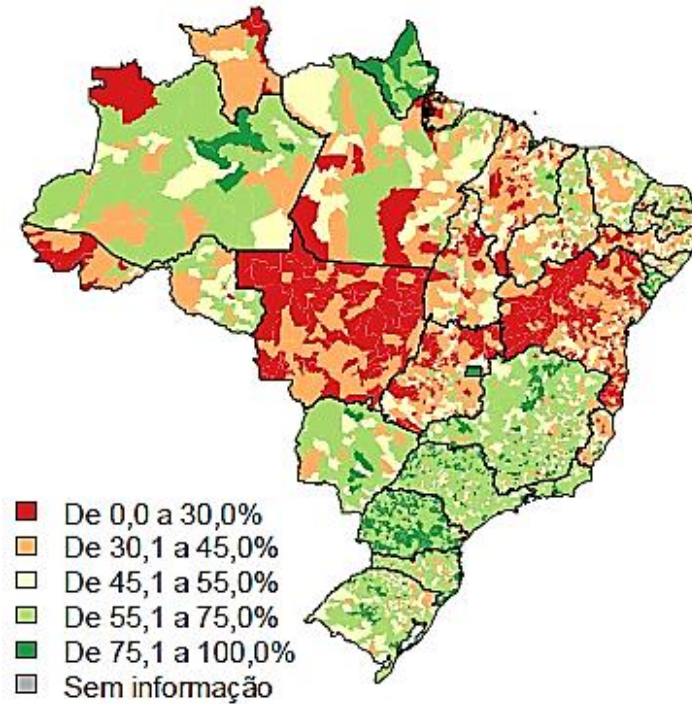 De 0,0 a 30,0%
De 30,1 a 45,0%
De 45,1 a 55,0%
De 55,1 a 75,0%
De 75,1 a 100,0%
Sem informação